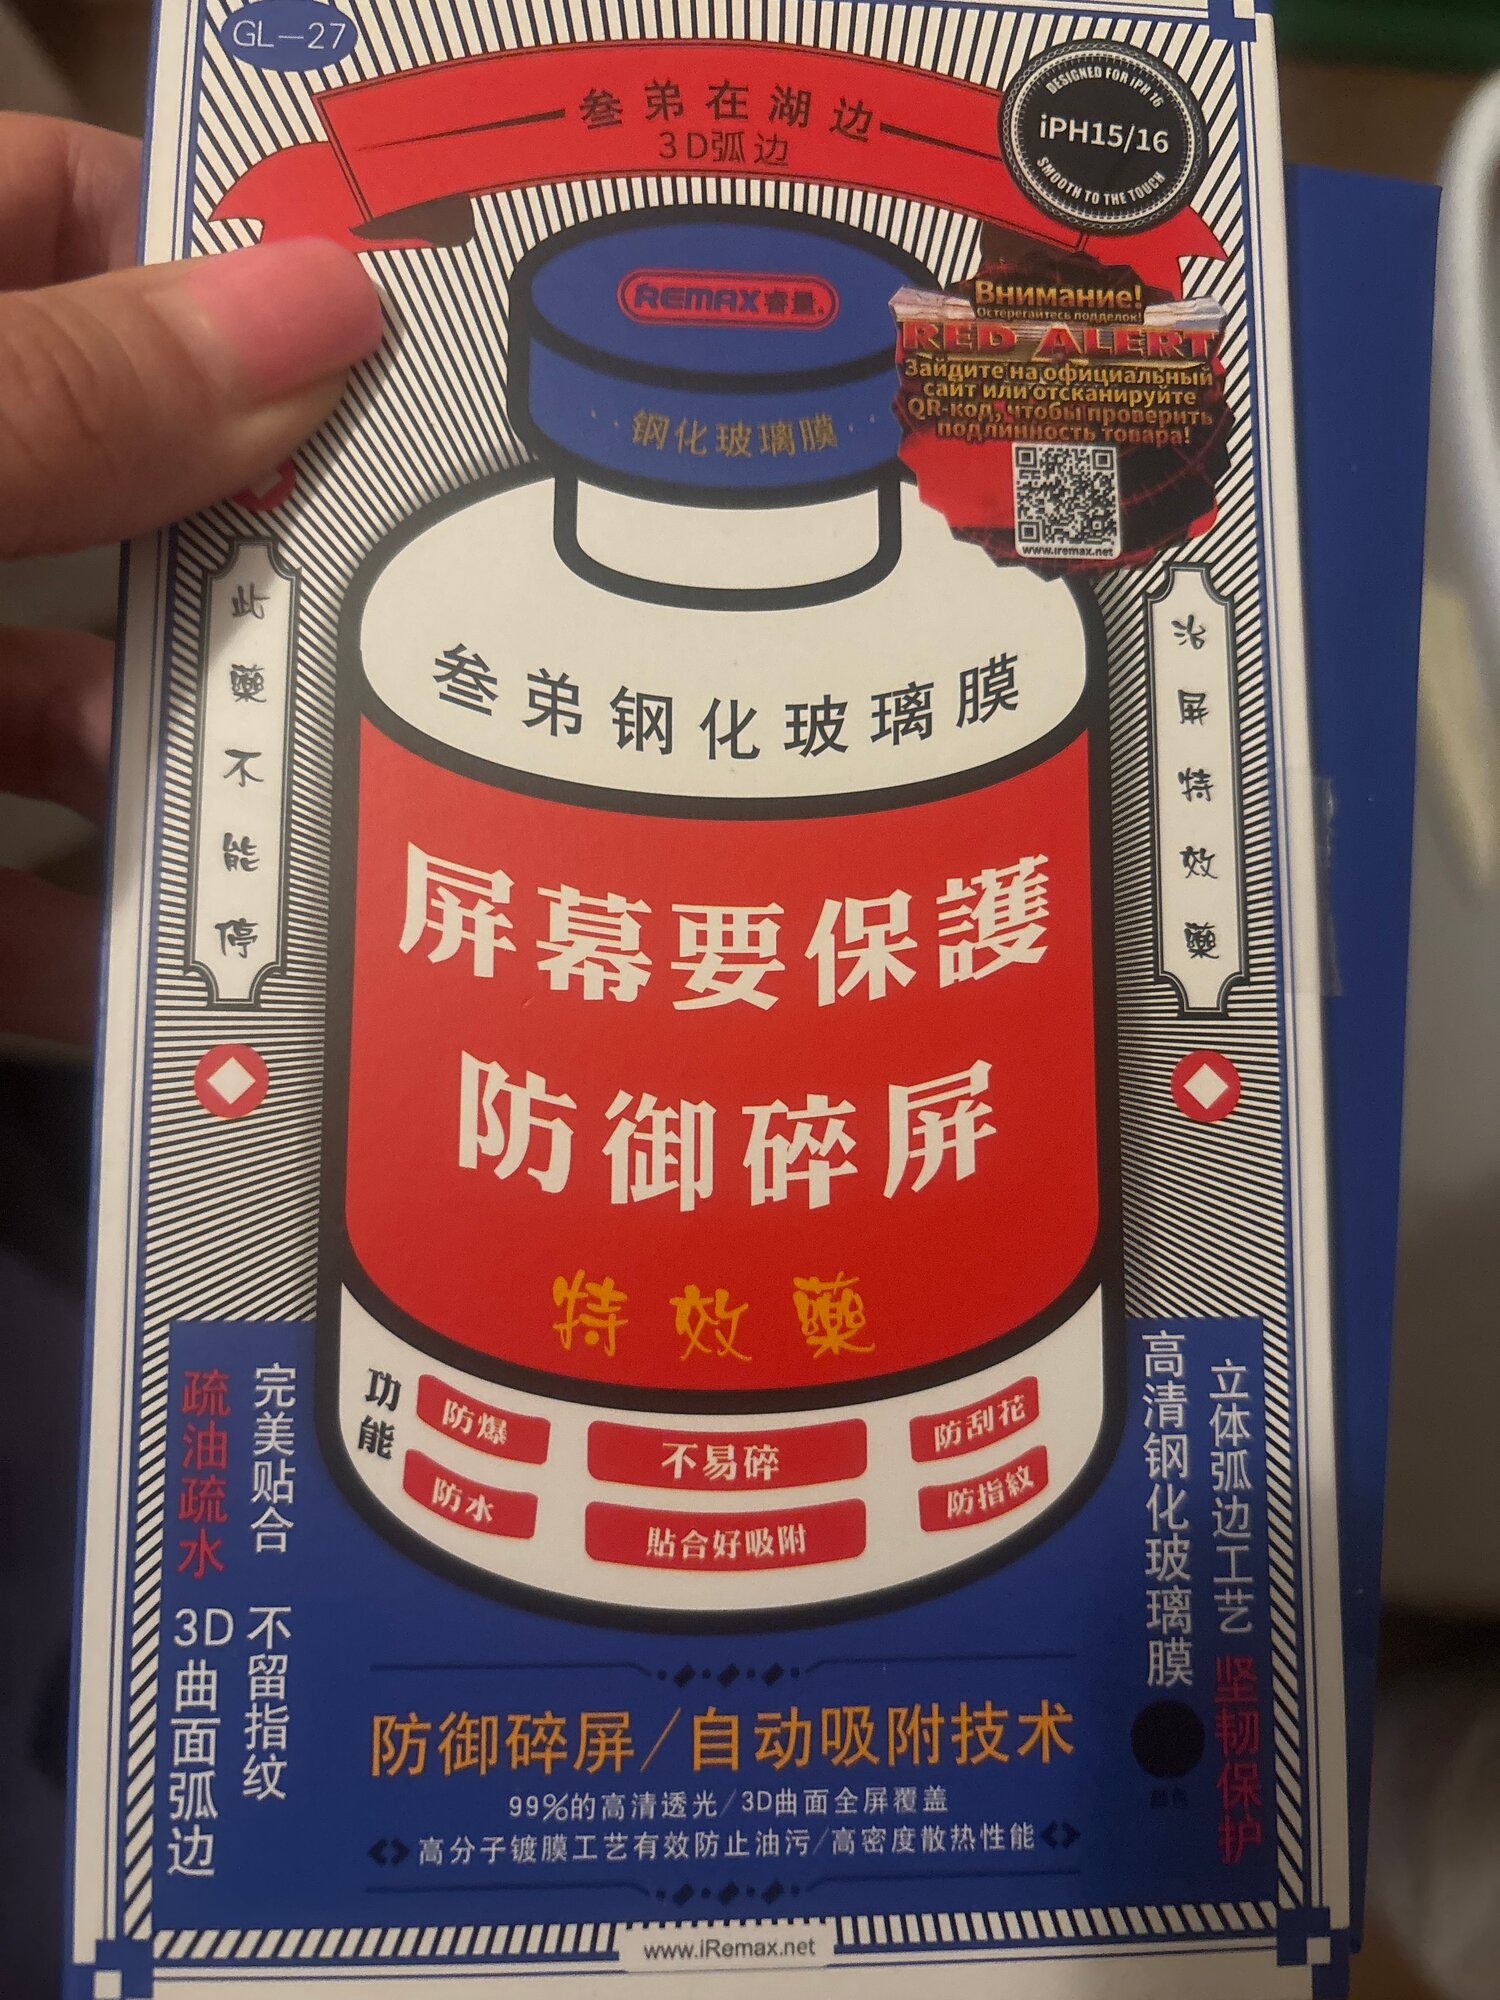 GL-27
叁弟在湖边
3D弧边
DESIGNED FOR IPH 16
iPH15/16
SMOOTH TO THE TOUCH
REMAX睿量
钢化玻璃膜
Внимание!
Остерегайтесь подделок!
RED ALERT
Зайдите на официальный
сайт или отсканируйте
QR-код, чтобы проверить
подлинность товара!
www.iremax.net
此藥不能停
治屏特效藥
叁弟钢化玻璃膜
屏幕要保護
防御碎屏
特效藥
功能
防爆
不易碎
防刮花
防水
貼合好吸附
防指紋
完美贴合 不留指纹
疏油疏水 3D曲面弧边
立体弧边工艺 坚韧保护
高清钢化玻璃膜
防御碎屏/自动吸附技术
99%的高清透光/3D曲面全屏覆盖
高分子镀膜工艺有效防止油污/高密度散热性能
www.iRemax.net